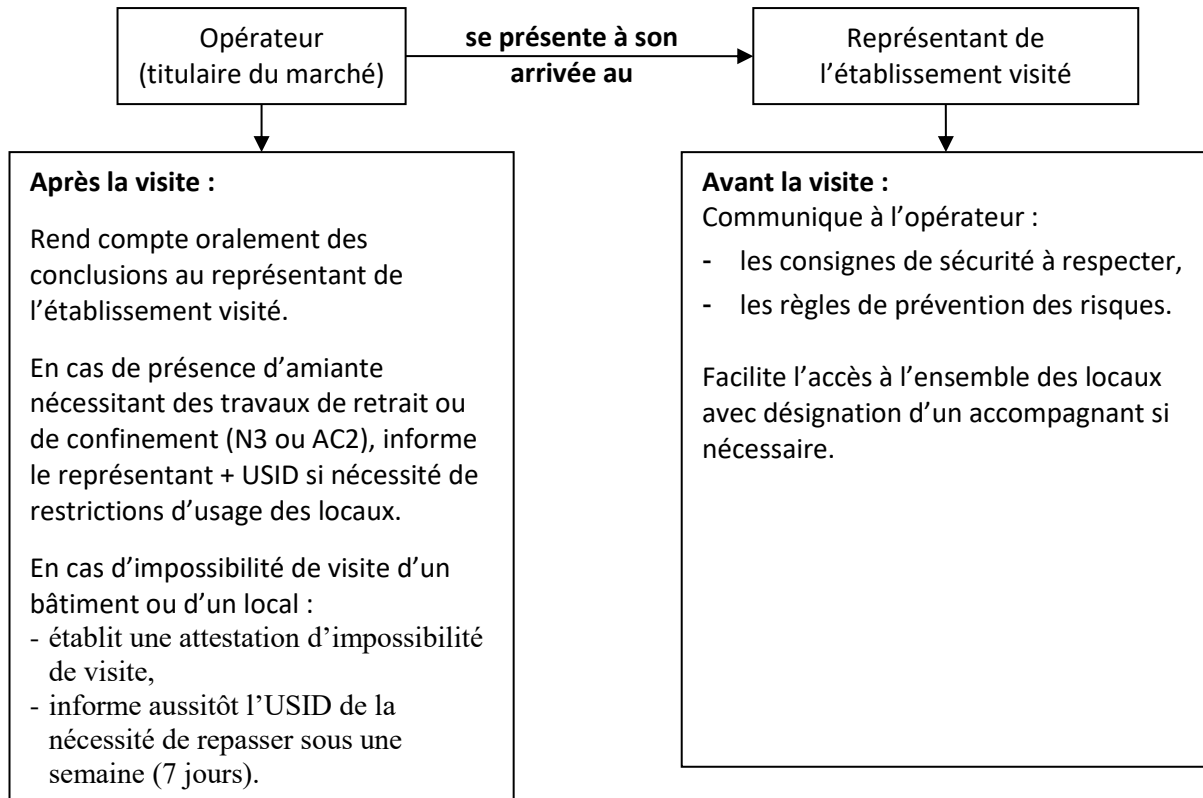 Opérateur
(titulaire du marché)
se présente à son
arrivée au
Représentant de
l’établissement visité
Après la visite :
Rend compte oralement des
conclusions au représentant de
l’établissement visité.
En cas de présence d’amiante
nécessitant des travaux de retrait ou
de confinement (N3 ou AC2), informe
le représentant + USID si nécessité de
restrictions d’usage des locaux.
En cas d’impossibilité de visite d’un
bâtiment ou d’un local :
- établit une attestation d’impossibilité
de visite,
- informe aussitôt l’USID de la
nécessité de repasser sous une
semaine (7 jours).
Avant la visite :
Communique à l’opérateur :
- les consignes de sécurité à respecter,
- les règles de prévention des risques.
Facilite l’accès à l’ensemble des locaux
avec désignation d’un accompagnant si
nécessaire.